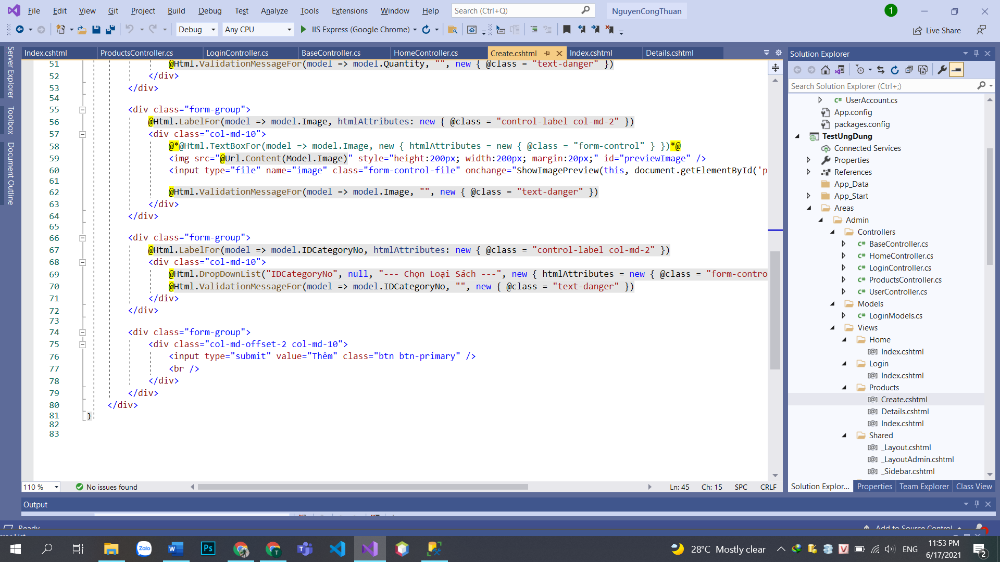 File Edit View Git Project Build Debug Test Analyze Tools Extensions Window Help Search (Ctrl+Q) NguyenCongThuan 1
Debug Any CPU IIS Express (Google Chrome) Live Share
Server Explorer
Toolbox
Document Outline
Index.cshtml ProductsController.cs LoginController.cs BaseController.cs HomeController.cs Create.cshtml Index.cshtml Details.cshtml
51 @Html.ValidationMessageFor(model => model.Quantity, "", new { @class = "text-danger" })
52 </div>
53 </div>
54
55 <div class="form-group">
56 @Html.LabelFor(model => model.Image, htmlAttributes: new { @class = "control-label col-md-2" })
57 <div class="col-md-10">
58 @*@Html.TextBoxFor(model => model.Image, new { htmlAttributes = new { @class = "form-control" } })*@
59 <img src="@Url.Content(Model.Image)" style="height:200px; width:200px; margin:20px;" id="previewImage" />
60 <input type="file" name="image" class="form-control-file" onchange="ShowImagePreview(this, document.getElementById('p
61
62 @Html.ValidationMessageFor(model => model.Image, "", new { @class = "text-danger" })
63 </div>
64 </div>
65
66 <div class="form-group">
67 @Html.LabelFor(model => model.IDCategoryNo, htmlAttributes: new { @class = "control-label col-md-2" })
68 <div class="col-md-10">
69 @Html.DropDownList("IDCategoryNo", null, "--- Chọn Loại Sách ---", new { htmlAttributes = new { @class = "form-contro
70 @Html.ValidationMessageFor(model => model.IDCategoryNo, "", new { @class = "text-danger" })
71 </div>
72 </div>
73
74 <div class="form-group">
75 <div class="col-md-offset-2 col-md-10">
76 <input type="submit" value="Thêm" class="btn btn-primary" />
77 <br />
78 </div>
79 </div>
80 </div>
81 }
82
83
110 % No issues found Ln: 45 Ch: 15 SPC CRLF
Solution Explorer
Search Solution Explorer (Ctrl+;)
C# UserAccount.cs
App.config
packages.config
TestUngDung
Connected Services
Properties
References
App_Data
App_Start
Areas
Admin
Controllers
C# BaseController.cs
C# HomeController.cs
C# LoginController.cs
C# ProductsController.cs
C# UserController.cs
Models
C# LoginModels.cs
Views
Home
[@] Index.cshtml
Login
[@] Index.cshtml
Products
[@] Create.cshtml
[@] Details.cshtml
[@] Index.cshtml
Shared
[@] _Layout.cshtml
[@] _LayoutAdmin.cshtml
[@] _Sidebar.cshtml
Solution Explor... Properties Team Explorer Class View
Output
Ready Add to Source Control
Zalo Ps T 28°C Mostly clear ENG 11:53 PM
6/17/2021 2